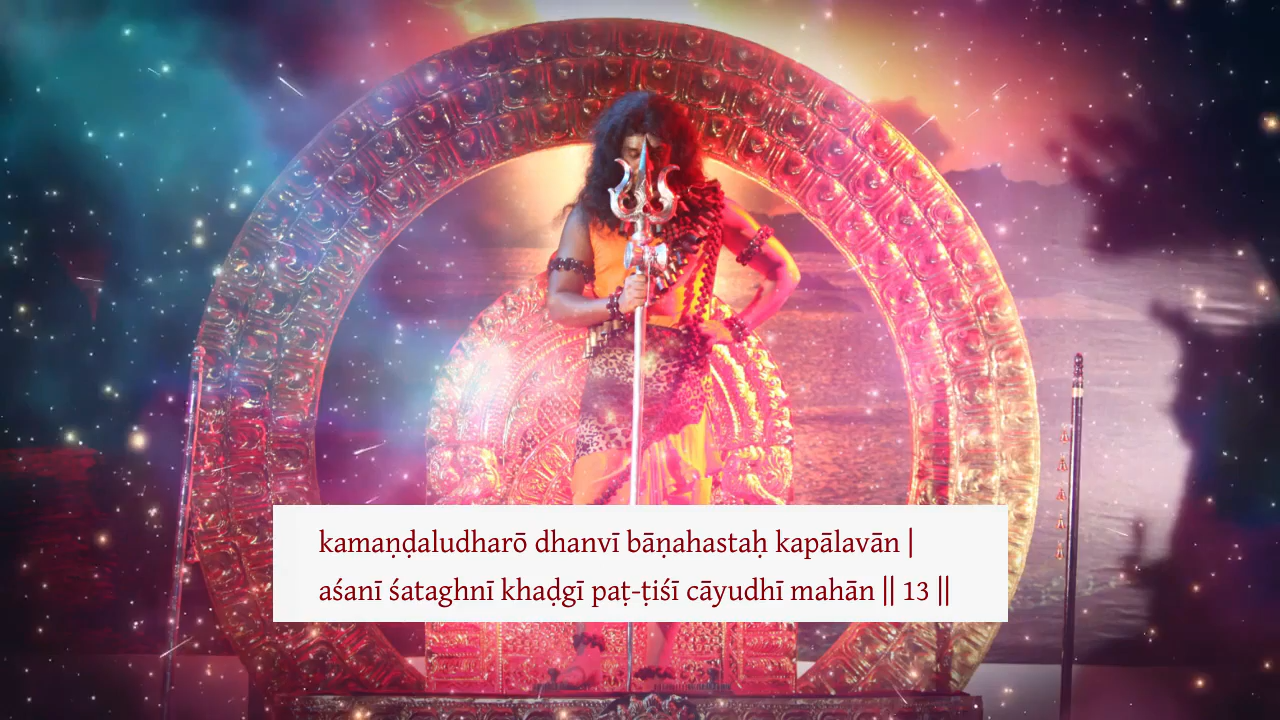 kamaṇḍaludharō dhanvī bāṇahastaḥ kapālavān |
aśanī śataghnī khaḍgī paṭ-ṭiśī cāyudhī mahān || 13 ||